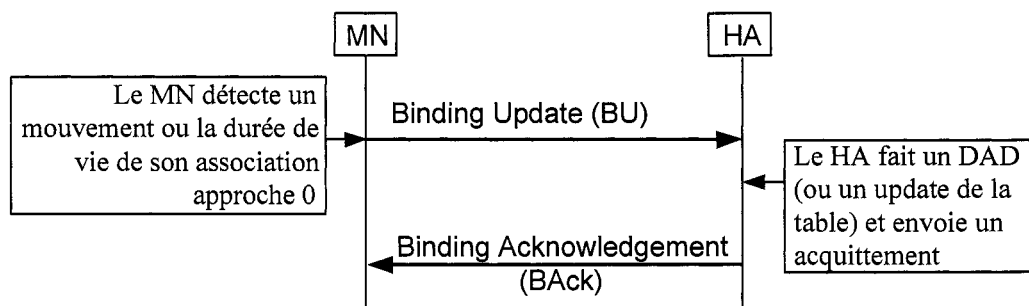 MN
HA
Le MN détecte un
mouvement ou la durée de
vie de son association
approche 0
Binding Update (BU)
Le HA fait un DAD
(ou un update de la
table) et envoie un
acquittement
Binding Acknowledgement
(BAck)